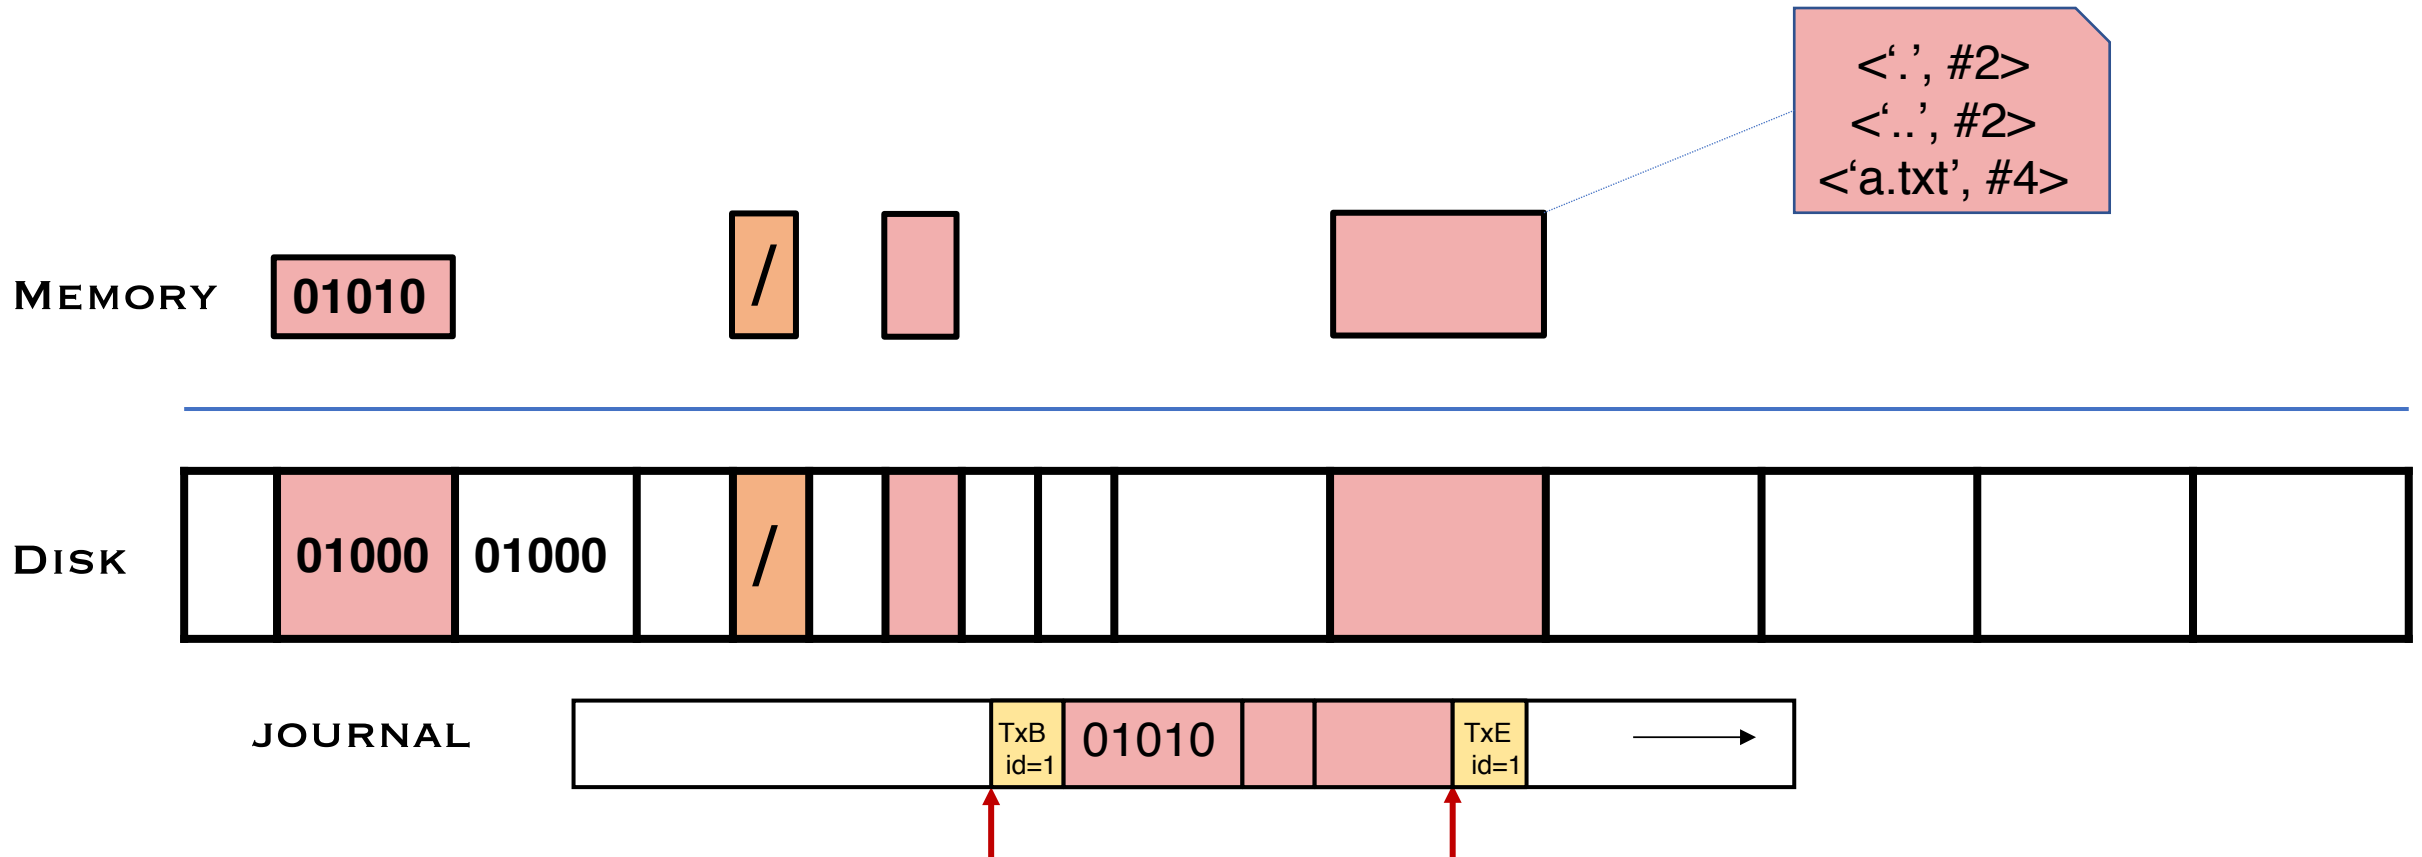 <‘.’, #2>
<‘..’, #2>
<‘a.txt’, #4>
MEMORY
01010
/
DISK
01000
01000
/
JOURNAL
TxB
id=1
01010
TxE
id=1